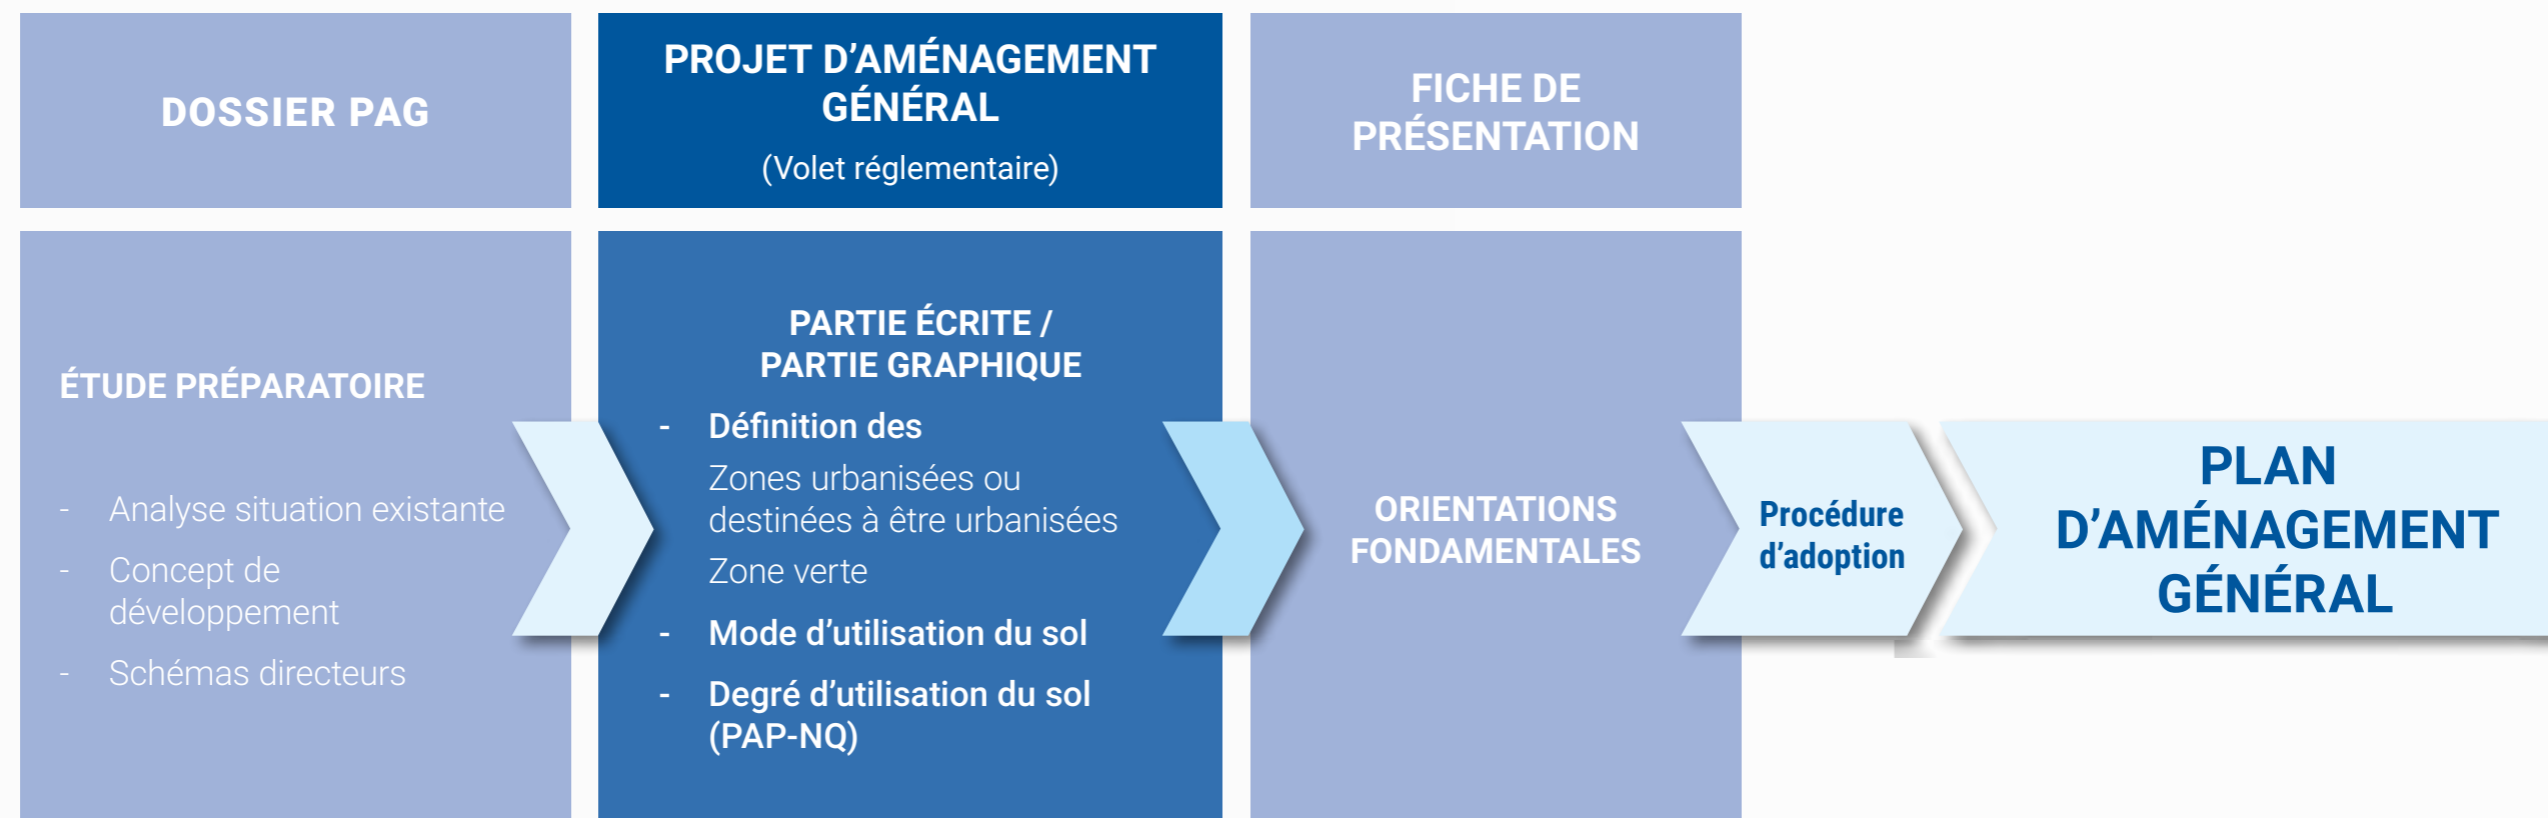 DOSSIER PAG
PROJET D’AMÉNAGEMENT
GÉNÉRAL
(Volet réglementaire)
FICHE DE
PRÉSENTATION
ÉTUDE PRÉPARATOIRE
- Analyse situation existante
- Concept de
développement
- Schémas directeurs
PARTIE ÉCRITE /
PARTIE GRAPHIQUE
- Définition des
Zones urbanisées ou
destinées à être urbanisées
Zone verte
- Mode d’utilisation du sol
- Degré d’utilisation du sol
(PAP-NQ)
ORIENTATIONS
FONDAMENTALES
Procédure
d’adoption
PLAN
D’AMÉNAGEMENT
GÉNÉRAL